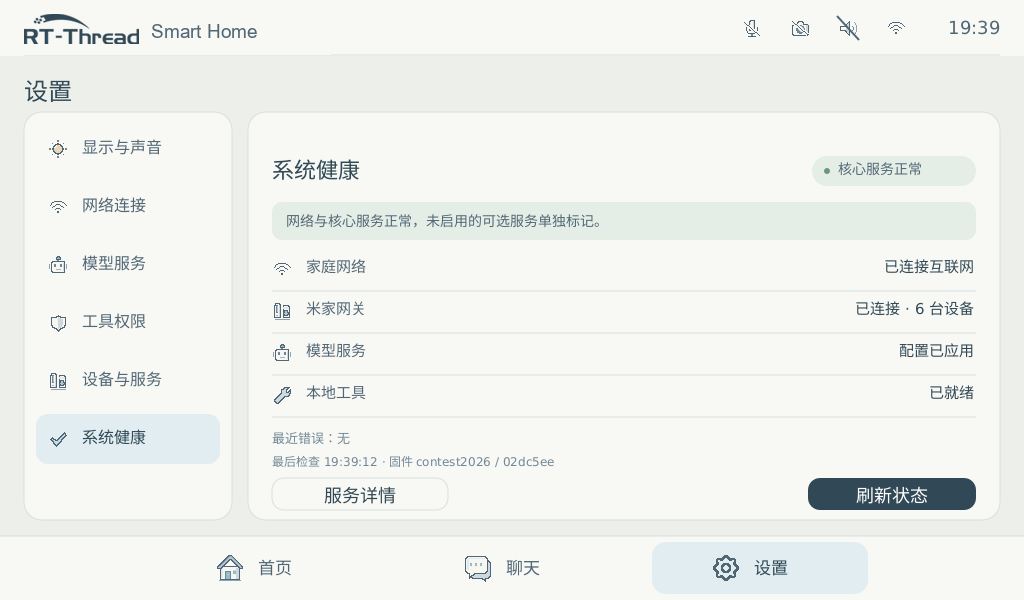 RT-Thread Smart Home
19:39
设置
显示与声音
网络连接
模型服务
工具权限
设备与服务
系统健康
系统健康
核心服务正常
网络与核心服务正常，未启用的可选服务单独标记。
家庭网络 已连接互联网
米家网关 已连接 · 6 台设备
模型服务 配置已应用
本地工具 已就绪
最近错误：无
最后检查 19:39:12 · 固件 contest2026 / 02dc5ee
服务详情 刷新状态
首页 聊天 设置